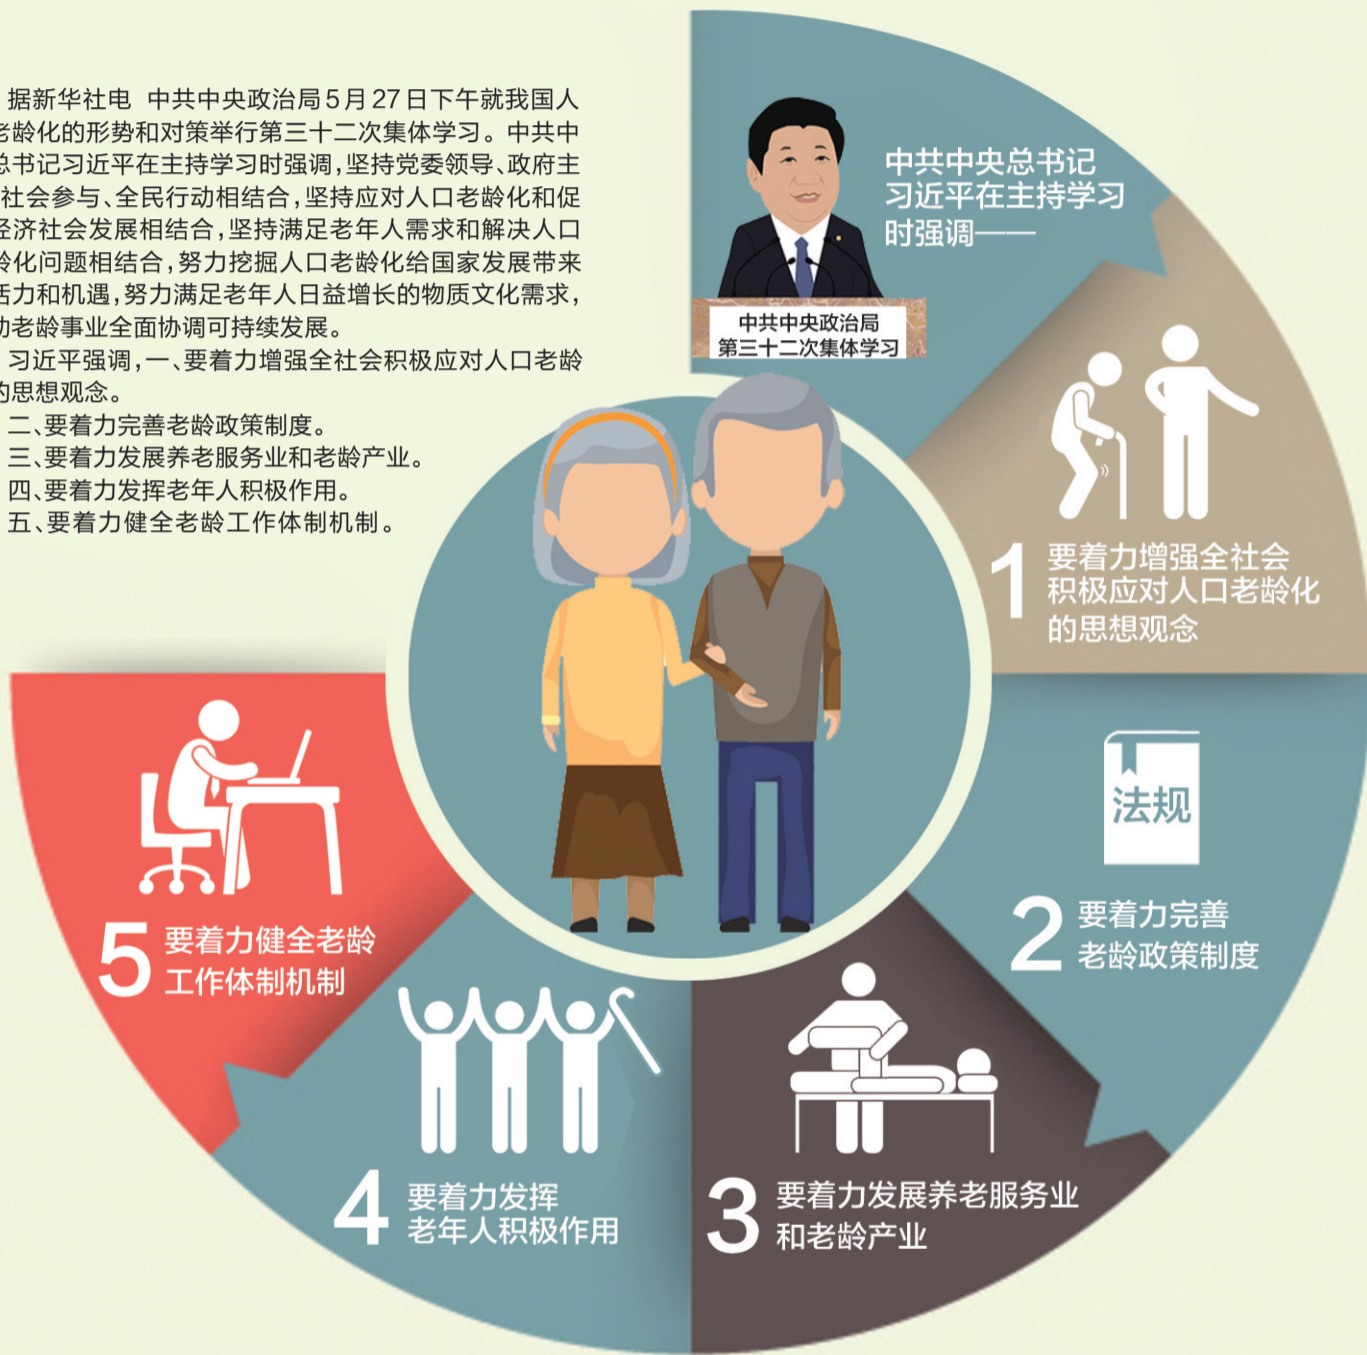 据新华社电 中共中央政治局5月27日下午就我国人
老龄化的形势和对策举行第三十二次集体学习。中共中
总书记习近平在主持学习时强调,坚持党委领导、政府主
社会参与、全民行动相结合,坚持应对人口老龄化和促
经济社会发展相结合,坚持满足老年人需求和解决人口
龄化问题相结合,努力挖掘人口老龄化给国家发展带来
活力和机遇,努力满足老年人日益增长的物质文化需求,
动老龄事业全面协调可持续发展。
习近平强调,一、要着力增强全社会积极应对人口老龄
的思想观念。
二、要着力完善老龄政策制度。
三、要着力发展养老服务业和老龄产业。
四、要着力发挥老年人积极作用。
五、要着力健全老龄工作体制机制。
中共中央总书记
习近平在主持学习
时强调——
中共中央政治局
第三十二次集体学习
1 要着力增强全社会
积极应对人口老龄化
的思想观念
法规
2 要着力完善
老龄政策制度
3 要着力发展养老服务业
和老龄产业
4 要着力发挥
老年人积极作用
5 要着力健全老龄
工作体制机制